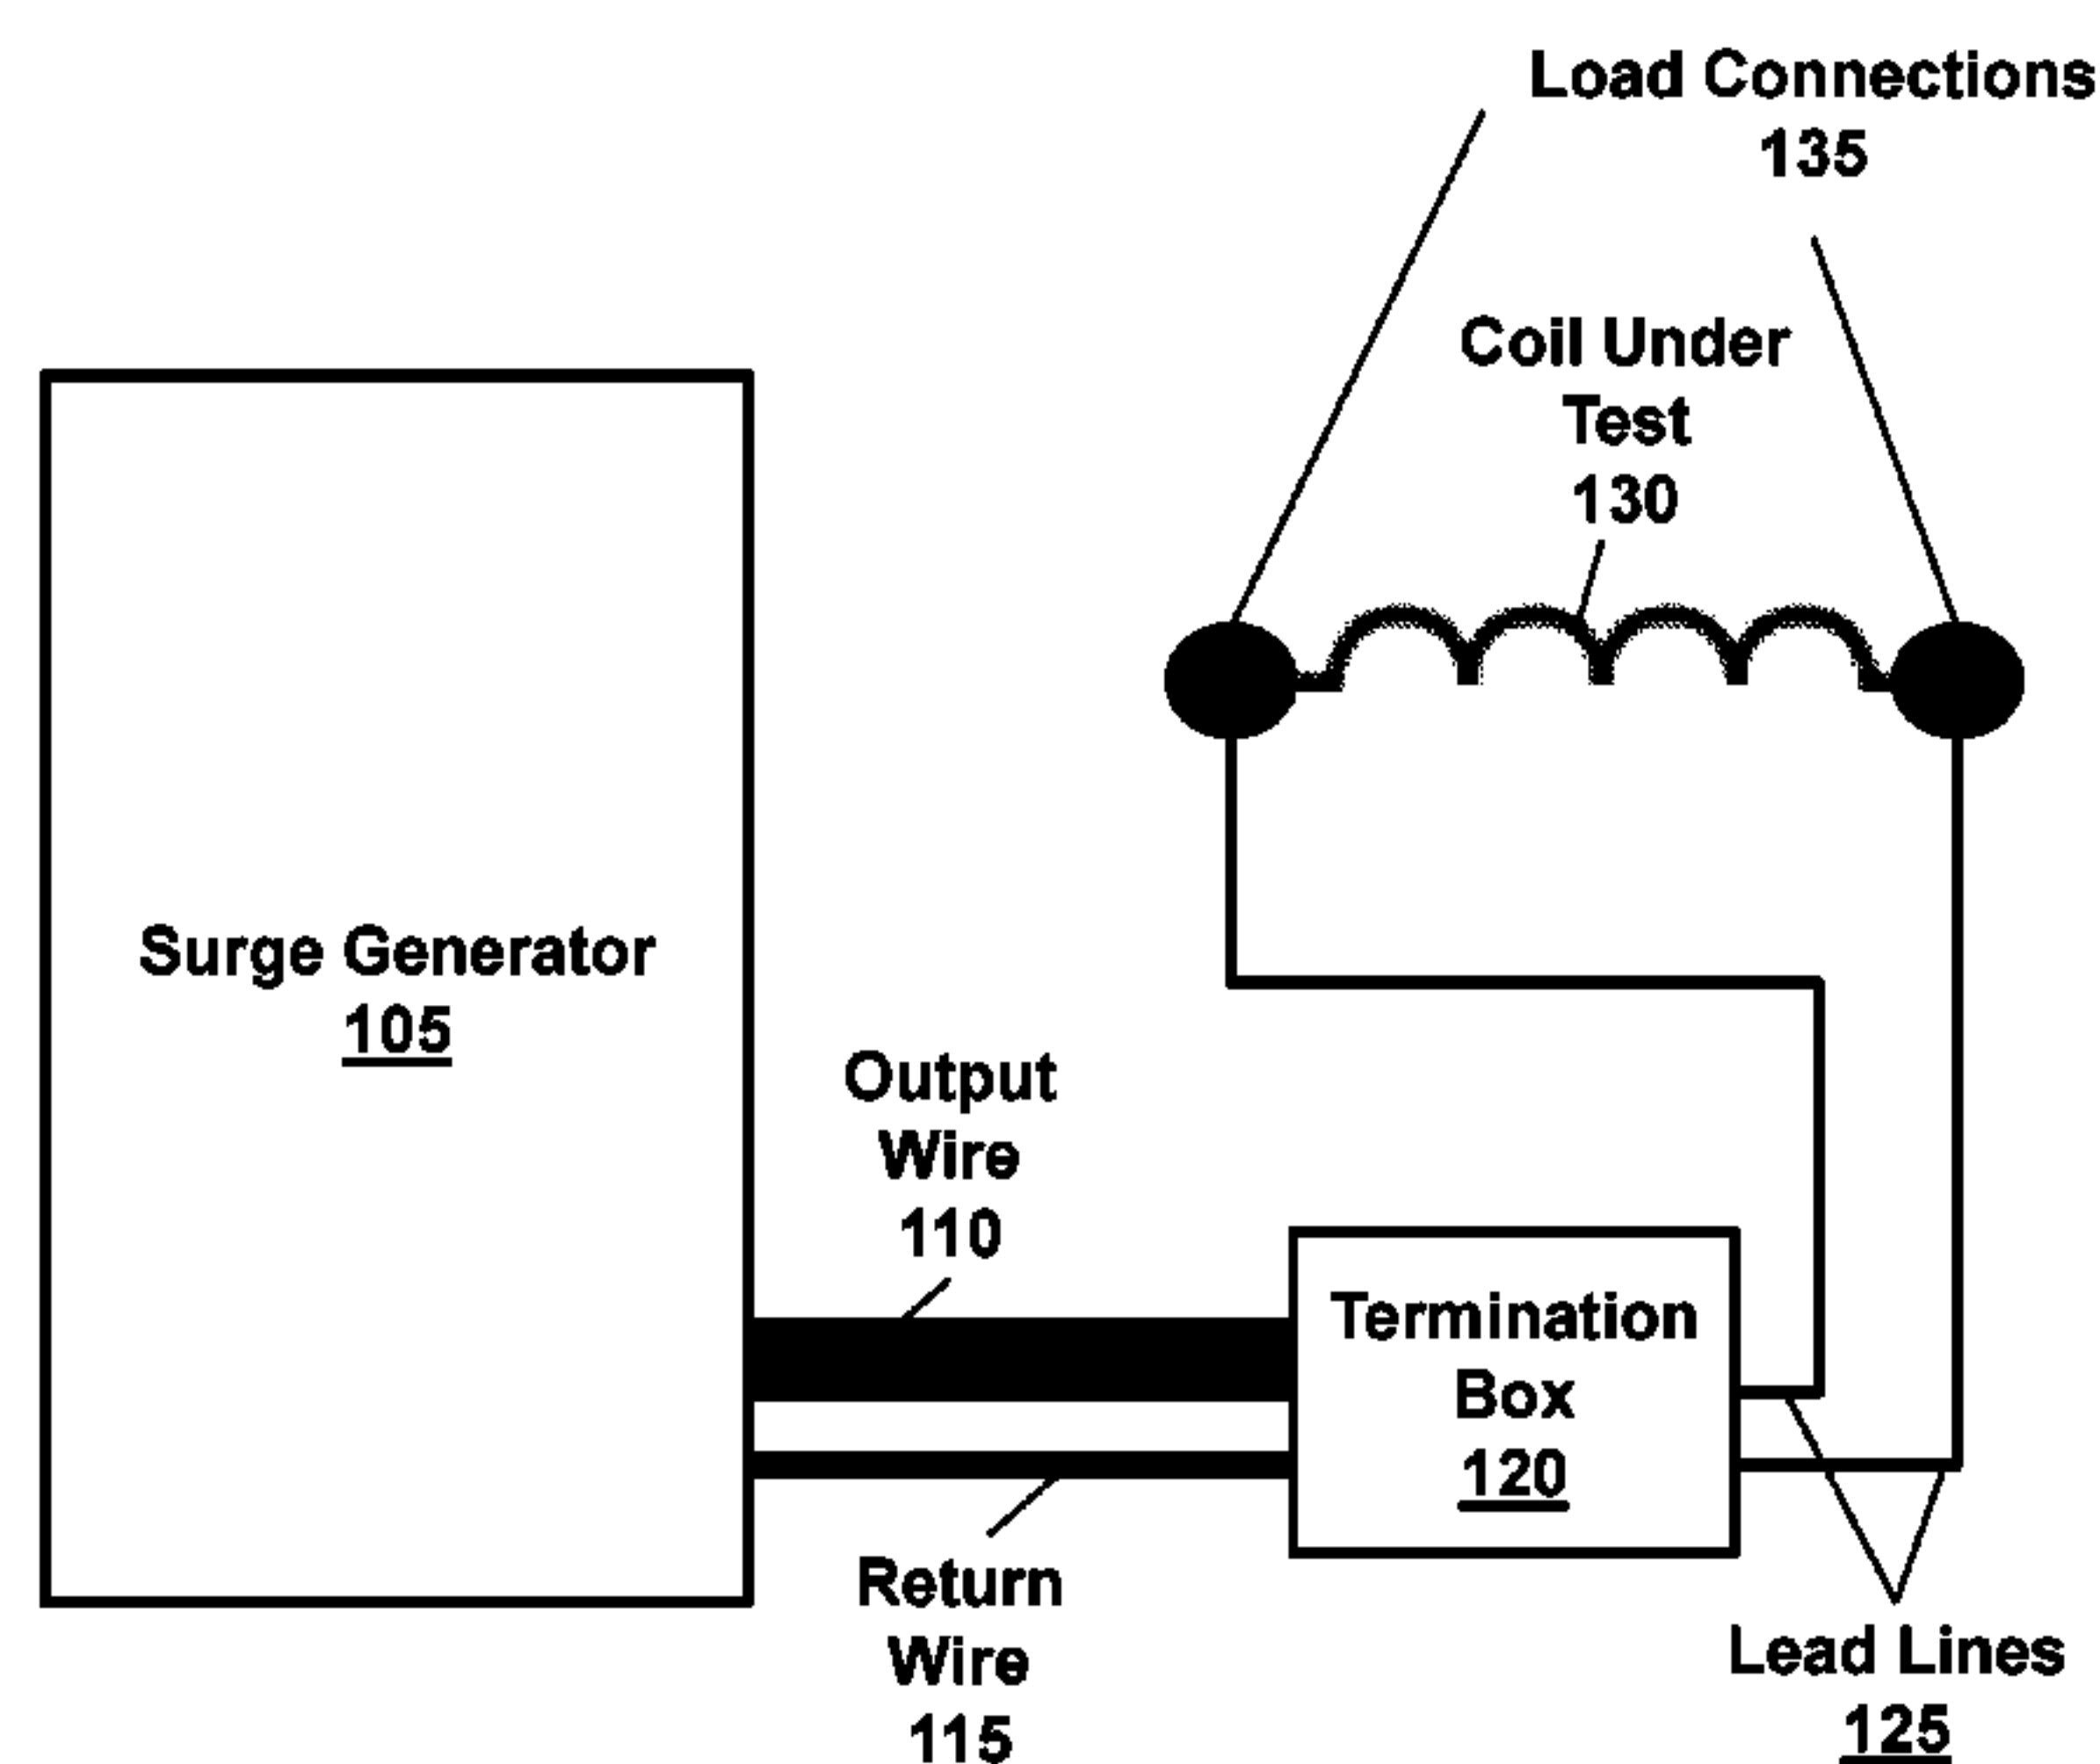 Load Connections
135
Coil Under
Test
130
Surge Generator
105
Output
Wire
110
Termination
Box
120
Return
Wire
115
Lead Lines
125